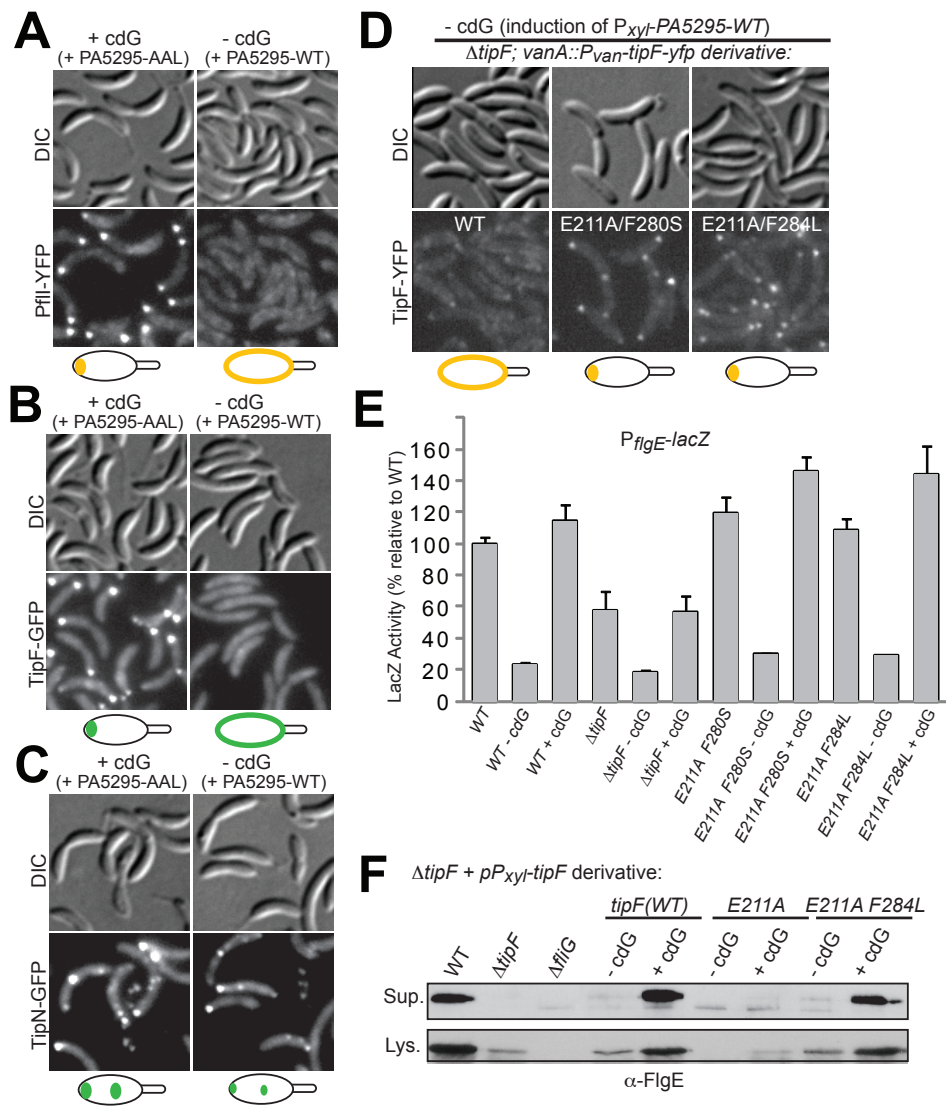 A
+ cdG
(+ PA5295-AAL)
- cdG
(+ PA5295-WT)
DIC
PflI-YFP
B
+ cdG
(+ PA5295-AAL)
- cdG
(+ PA5295-WT)
DIC
TipF-GFP
C
+ cdG
(+ PA5295-AAL)
- cdG
(+ PA5295-WT)
DIC
TipN-GFP
D
- cdG (induction of Pxyl-PA5295-WT)
ΔtipF; vanA::Pvan-tipF-yfp derivative:
DIC
TipF-YFP
WT
E211A/F280S
E211A/F284L
E
PflgE-lacZ
LacZ Activity (% relative to WT)
160
140
120
100
80
60
40
20
0
WT
WT - cdG
WT + cdG
ΔtipF
ΔtipF - cdG
ΔtipF + cdG
E211A F280S
E211A F280S - cdG
E211A F280S + cdG
E211A F284L
E211A F284L - cdG
E211A F284L + cdG
F
ΔtipF + pPxyl-tipF derivative:
tipF(WT)
E211A
E211A F284L
WT
ΔtipF
ΔfliG
- cdG
+ cdG
- cdG
+ cdG
- cdG
+ cdG
Sup.
Lys.
α-FlgE